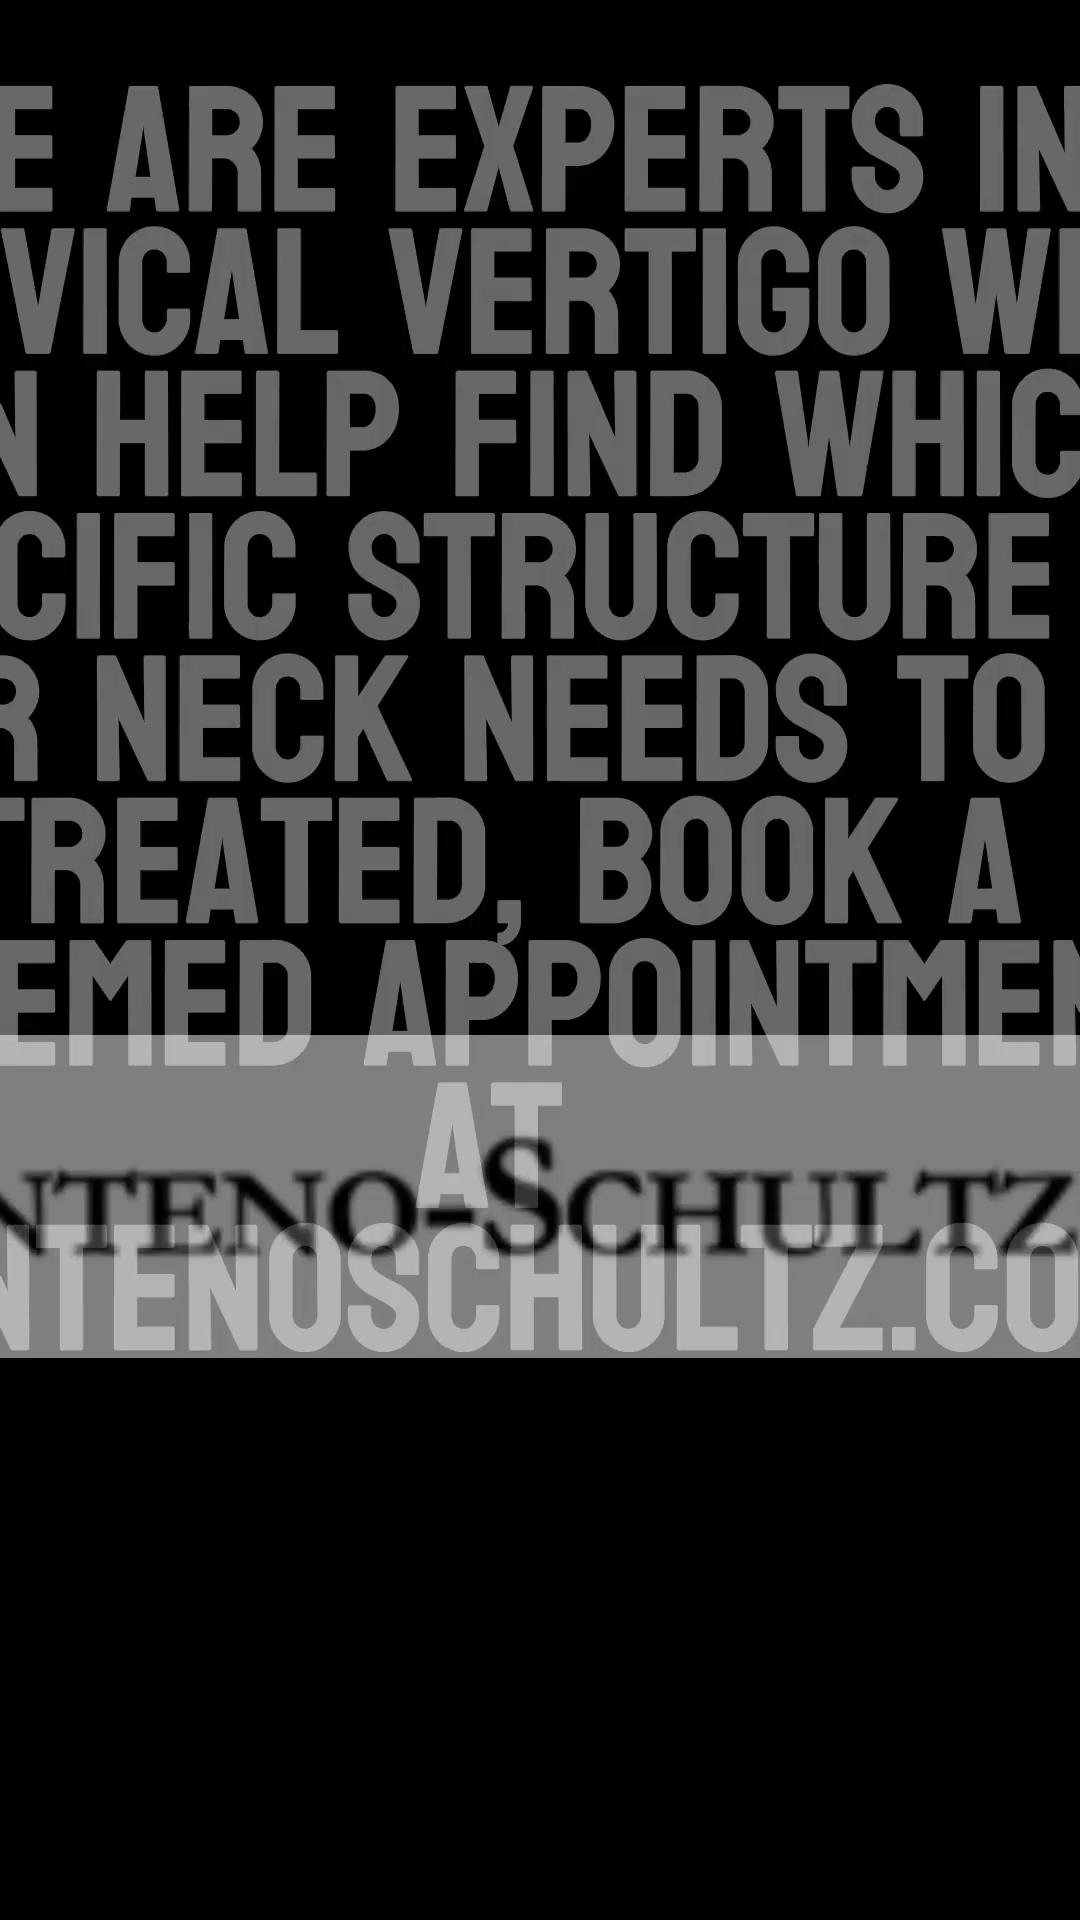 E ARE EXPERTS IN
VICAL VERTIGO WE
N HELP FIND WHIC
CIFIC STRUCTURE
R NECK NEEDS TO
TREATED, BOOK A
EMED APPOINTMEN
AT
NTENO-SCHULTZ
NTENOSCHULTZ.CO